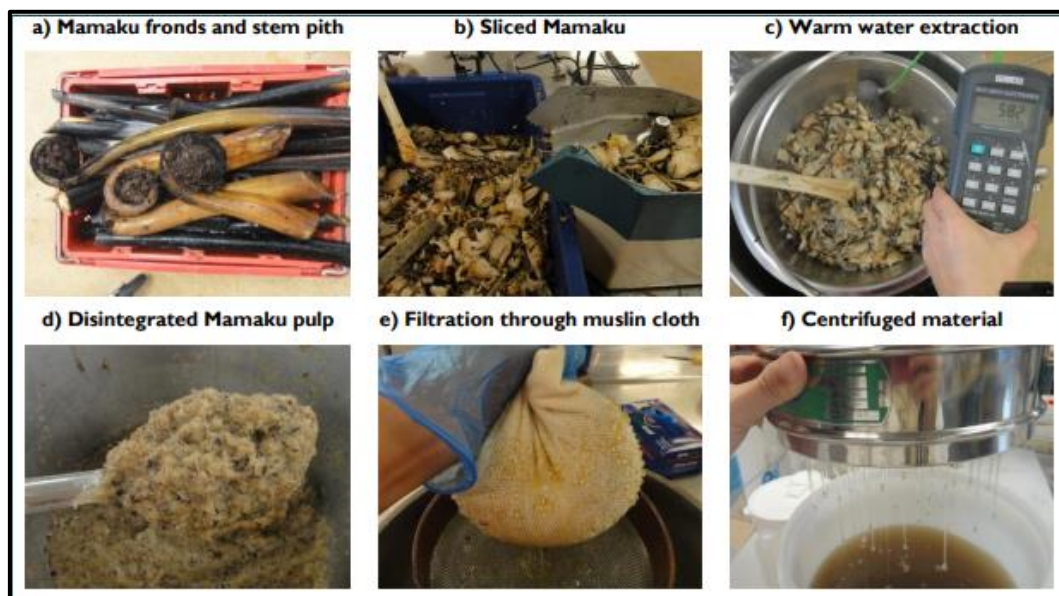 a) Mamaku fronds and stem pith
b) Sliced Mamaku
c) Warm water extraction
d) Disintegrated Mamaku pulp
e) Filtration through muslin cloth
f) Centrifuged material